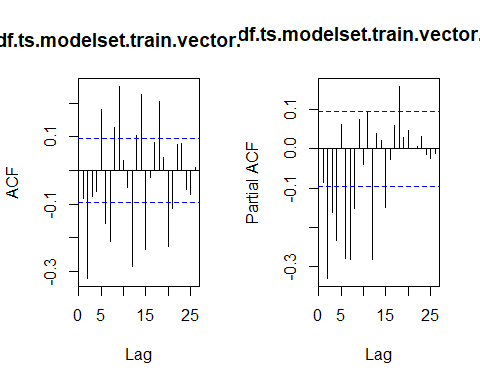 df.ts.modelset.train.vector.
df.ts.modelset.train.vector.
ACF
0.1
-0.1
-0.3
0 5 15 25
Lag
Partial ACF
0.1
0.0
-0.1
-0.3
0 5 15 25
Lag